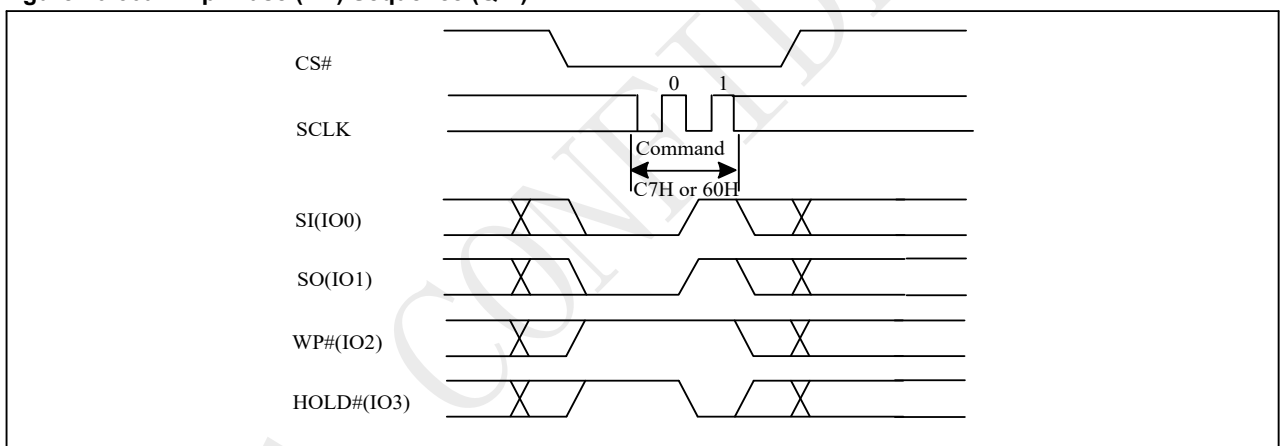 CS#
0 1
SCLK
Command
C7H or 60H
SI(IO0)
SO(IO1)
WP#(IO2)
HOLD#(IO3)